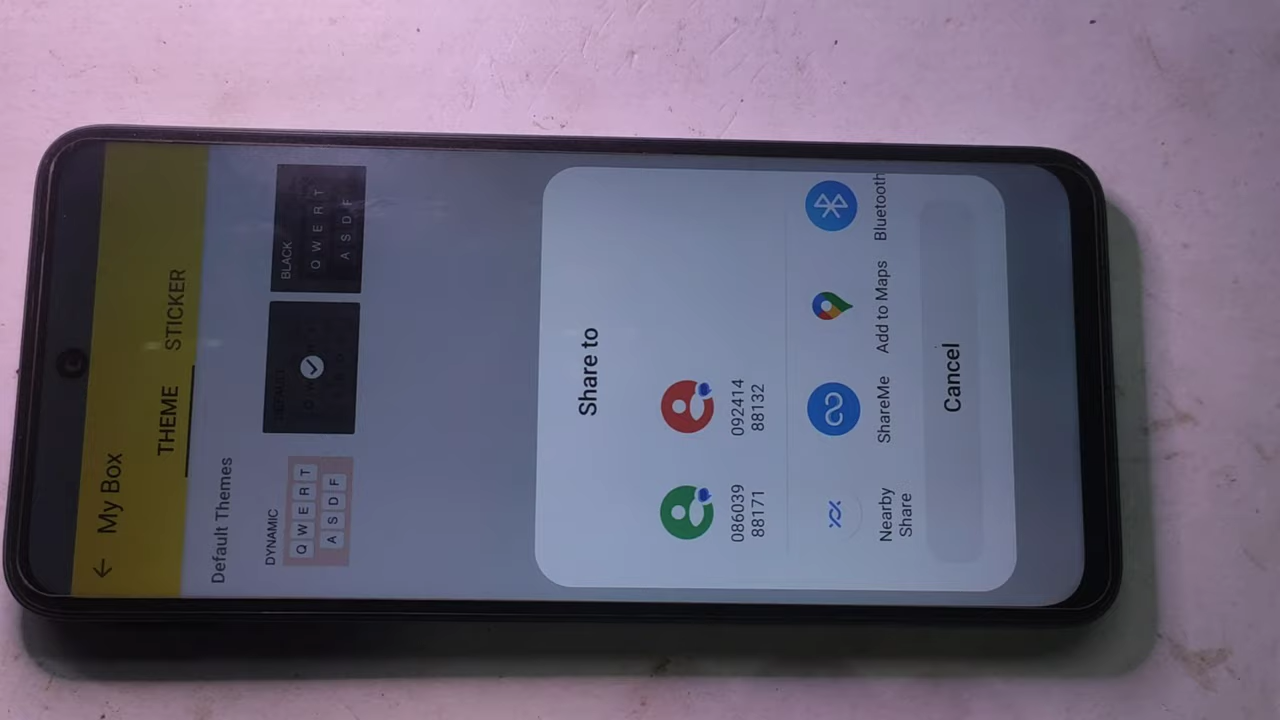 ← My Box
THEME STICKER
Default Themes
DYNAMIC
Q W E R T
A S D F
DEFAULT
BLACK
Q W E R T
A S D F
Share to
086039
88171
092414
88132
Nearby
Share
ShareMe
Add to Maps
Bluetooth
Cancel